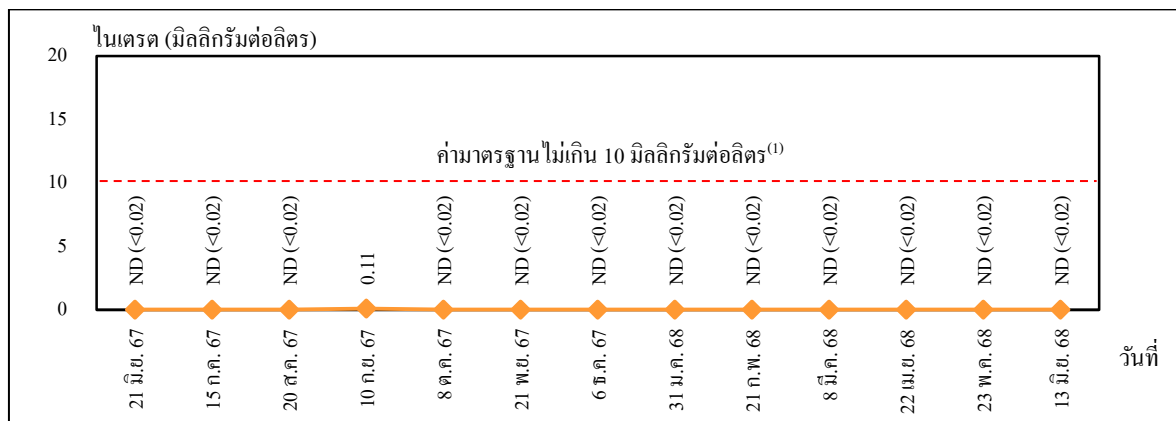 ไนเตรต (มิลลิกรัมต่อลิตร)
20
15
10
5
0
ค่ามาตรฐานไม่เกิน 10 มิลลิกรัมต่อลิตร(1)
ND (<0.02)
ND (<0.02)
ND (<0.02)
0.11
ND (<0.02)
ND (<0.02)
ND (<0.02)
ND (<0.02)
ND (<0.02)
ND (<0.02)
ND (<0.02)
ND (<0.02)
ND (<0.02)
21 มิ.ย. 67
15 ก.ค. 67
20 ส.ค. 67
10 ก.ย. 67
8 ต.ค. 67
21 พ.ย. 67
6 ธ.ค. 67
31 ม.ค. 68
21 ก.พ. 68
8 มี.ค. 68
22 เม.ย. 68
23 พ.ค. 68
13 มิ.ย. 68
วันที่